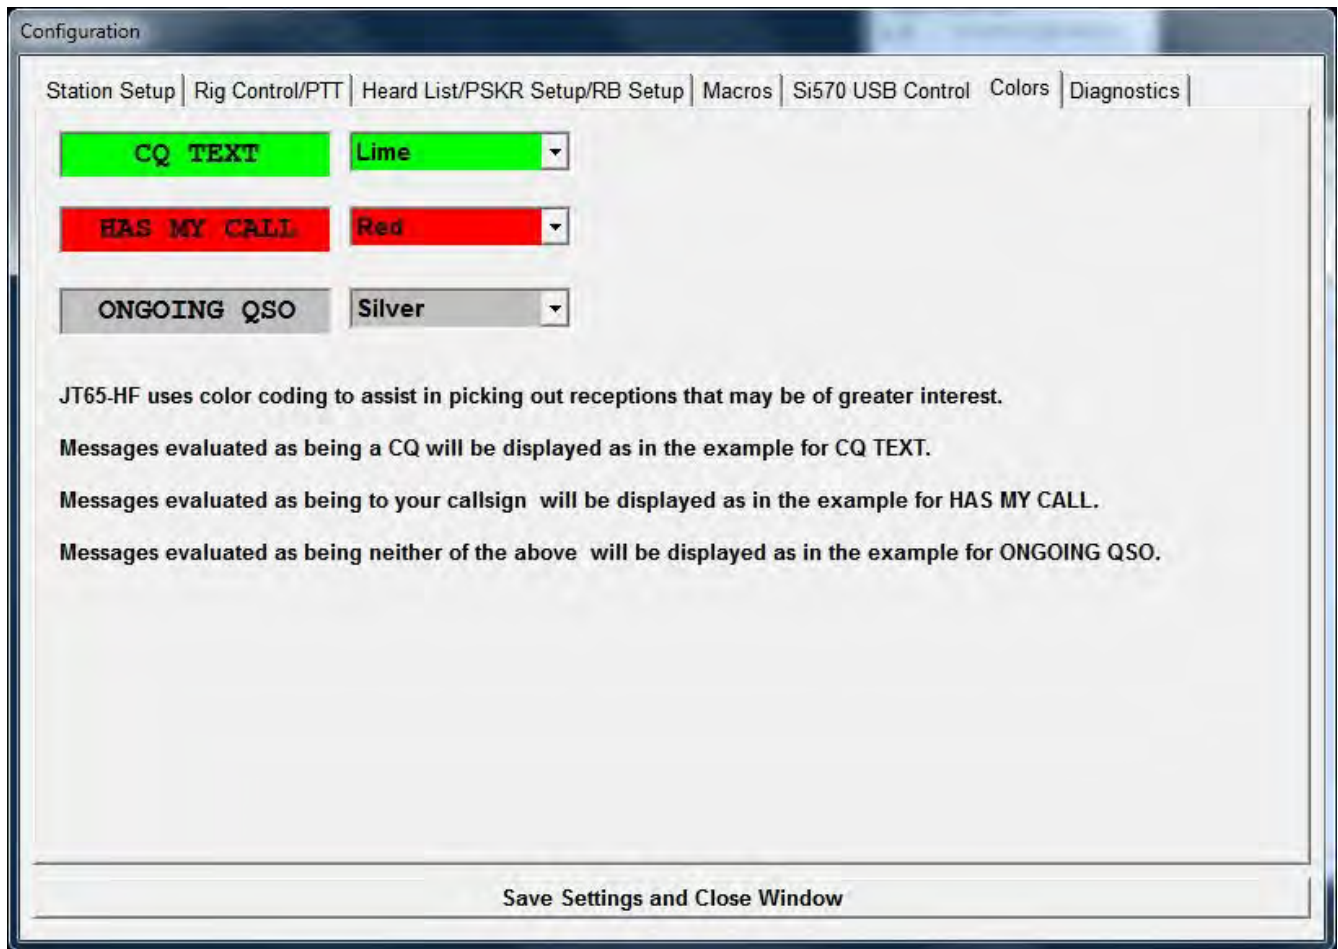 Configuration
Station Setup Rig Control/PTT Heard List/PSKR Setup/RB Setup Macros Si570 USB Control Colors Diagnostics
CQ TEXT Lime
HAS MY CALL Red
ONGOING QSO Silver
JT65-HF uses color coding to assist in picking out receptions that may be of greater interest.
Messages evaluated as being a CQ will be displayed as in the example for CQ TEXT.
Messages evaluated as being to your callsign  will be displayed as in the example for HAS MY CALL.
Messages evaluated as being neither of the above  will be displayed as in the example for ONGOING QSO.
Save Settings and Close Window